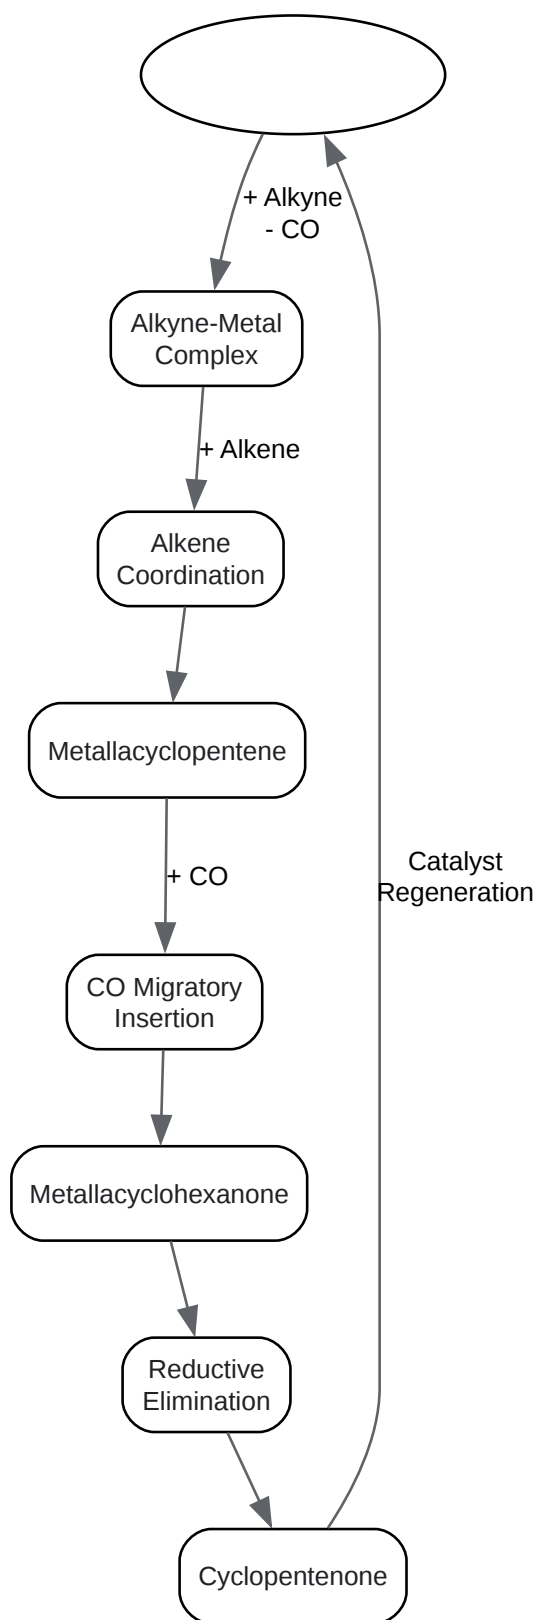 + Alkyne
- CO
Alkyne-Metal
Complex
+ Alkene
Alkene
Coordination
Metallacyclopentene
+ CO
Catalyst
Regeneration
CO Migratory
Insertion
Metallacyclohexanone
Reductive
Elimination
Cyclopentenone